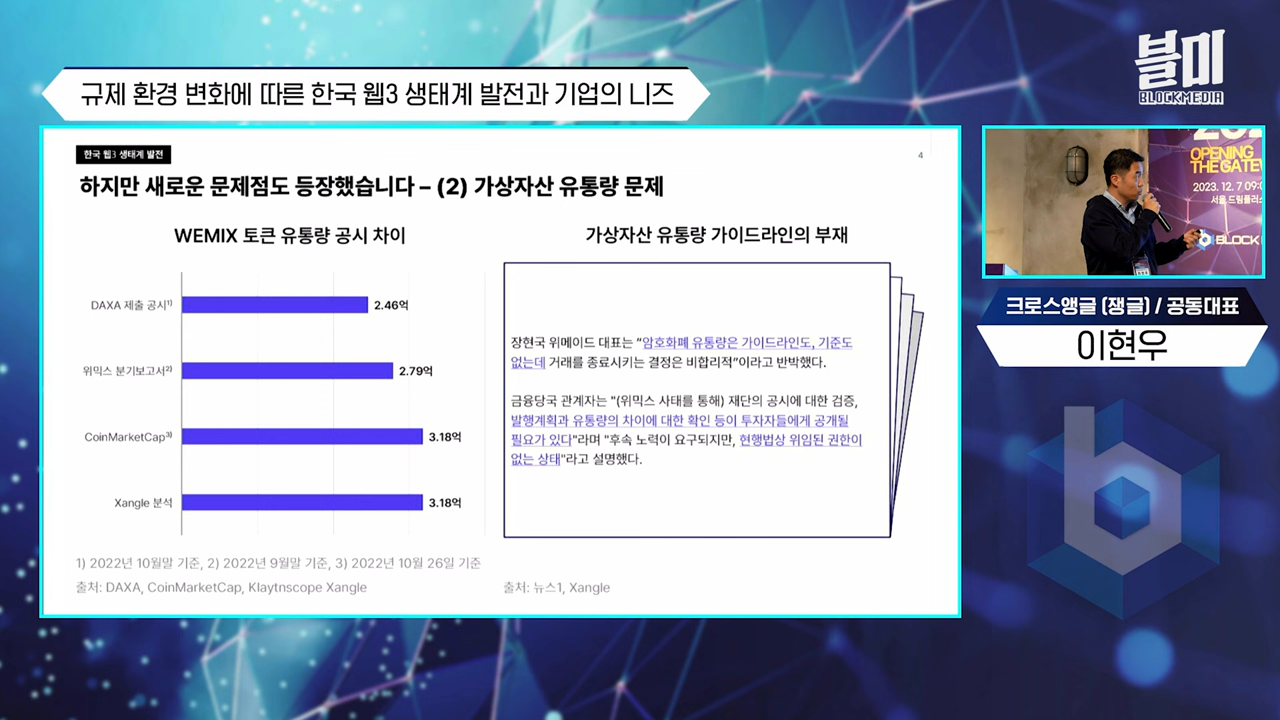 블미
BLOCKMEDIA
규제 환경 변화에 따른 한국 웹3 생태계 발전과 기업의 니즈
한국 웹3 생태계 발전
4
하지만 새로운 문제점도 등장했습니다 – (2) 가상자산 유통량 문제
WEMIX 토큰 유통량 공시 차이
DAXA 제출 공시1)
2.46억
위믹스 분기보고서2)
2.79억
CoinMarketCap3)
3.18억
Xangle 분석
3.18억
1) 2022년 10월말 기준, 2) 2022년 9월말 기준, 3) 2022년 10월 26일 기준
출처: DAXA, CoinMarketCap, Klaytnscope Xangle
가상자산 유통량 가이드라인의 부재
장현국 위메이드 대표는 "암호화폐 유통량은 가이드라인도, 기준도
없는데 거래를 종료시키는 결정은 비합리적"이라고 반박했다.
금융당국 관계자는 "(위믹스 사태를 통해) 재단의 공시에 대한 검증,
발행계획과 유통량의 차이에 대한 확인 등이 투자자들에게 공개될
필요가 있다"라며 "후속 노력이 요구되지만, 현행법상 위임된 권한이
없는 상태"라고 설명했다.
출처: 뉴스1, Xangle
OPENING
THE GATE
2023. 12. 7 09:0
서울 드림플러스
BLOCK
크로스앵글 (쟁글) / 공동대표
이현우